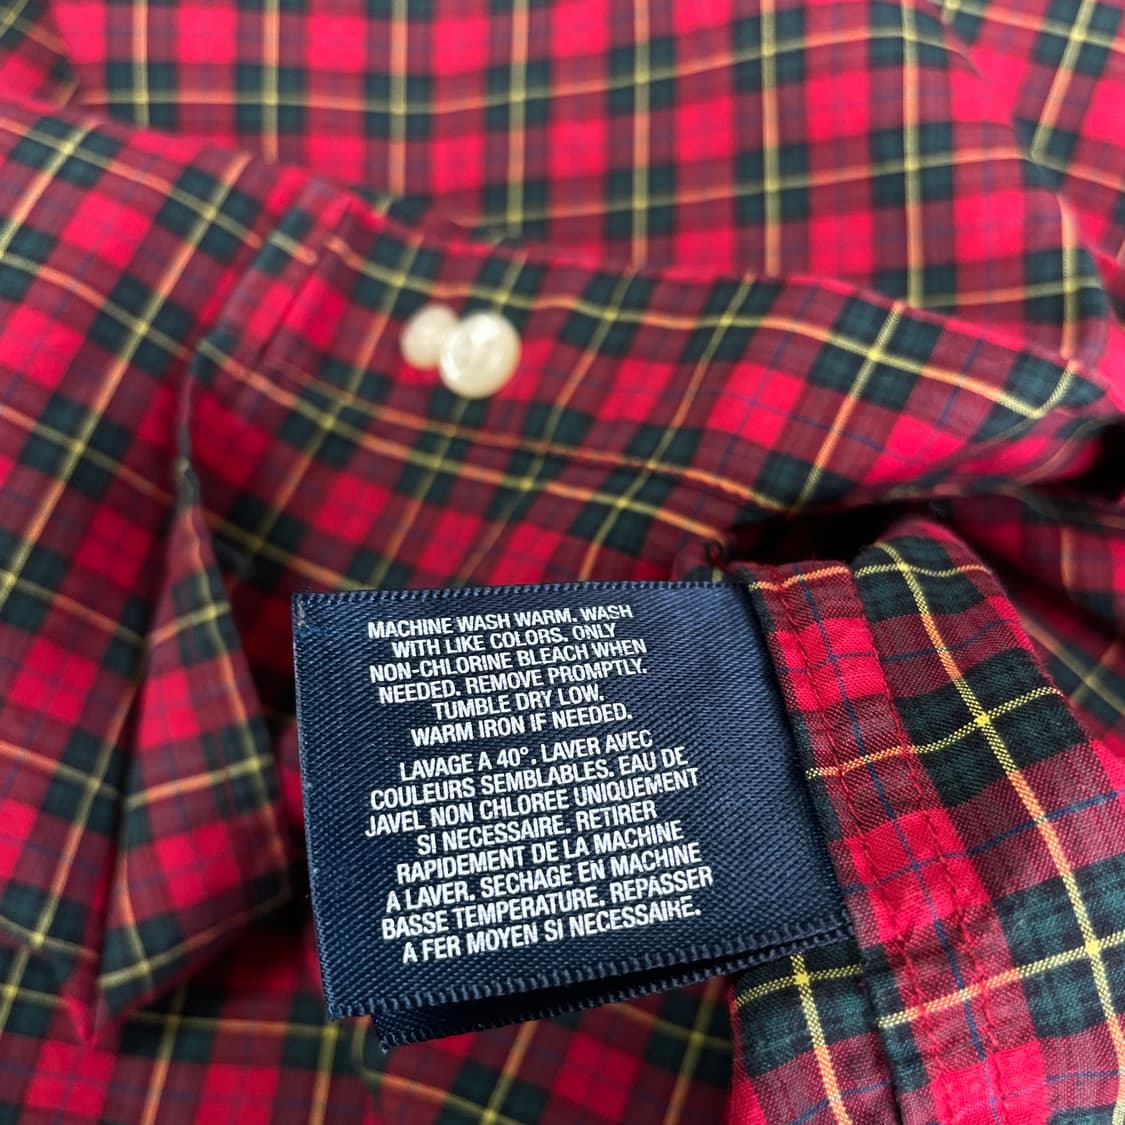 MACHINE WASH WARM. WASH
WITH LIKE COLORS. ONLY
NON-CHLORINE BLEACH WHEN
NEEDED. REMOVE PROMPTLY.
TUMBLE DRY LOW.
WARM IRON IF NEEDED.
LAVAGE A 40°. LAVER AVEC
COULEURS SEMBLABLES. EAU DE
JAVEL NON CHLOREE UNIQUEMENT
SI NECESSAIRE. RETIRER
RAPIDEMENT DE LA MACHINE
A LAVER. SECHAGE EN MACHINE
BASSE TEMPERATURE. REPASSER
A FER MOYEN SI NECESSAIRE.